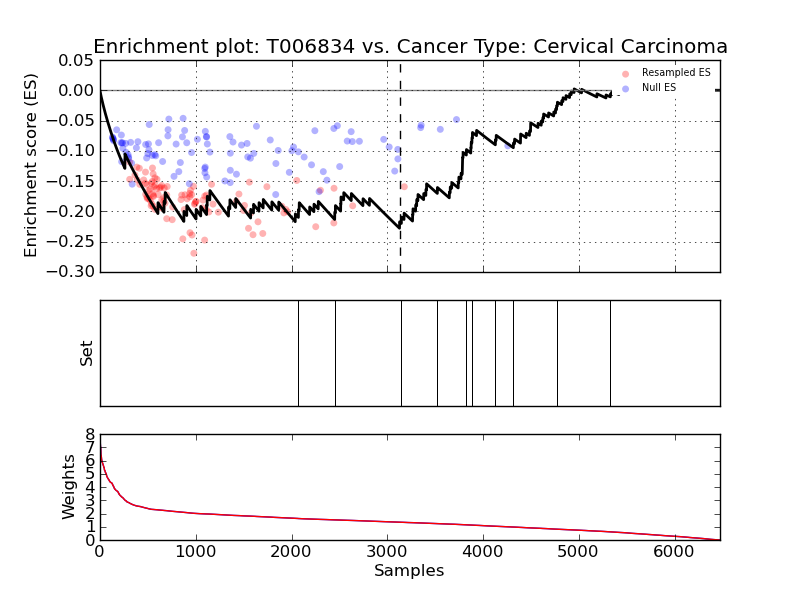 Enrichment plot: T006834 vs. Cancer Type: Cervical Carcinoma
Enrichment score (ES)
0.05
0.00
−0.05
−0.10
−0.15
−0.20
−0.25
−0.30
Resampled ES
Null ES
Set
Weights
8
7
6
5
4
3
2
1
0
0 1000 2000 3000 4000 5000 6000
Samples